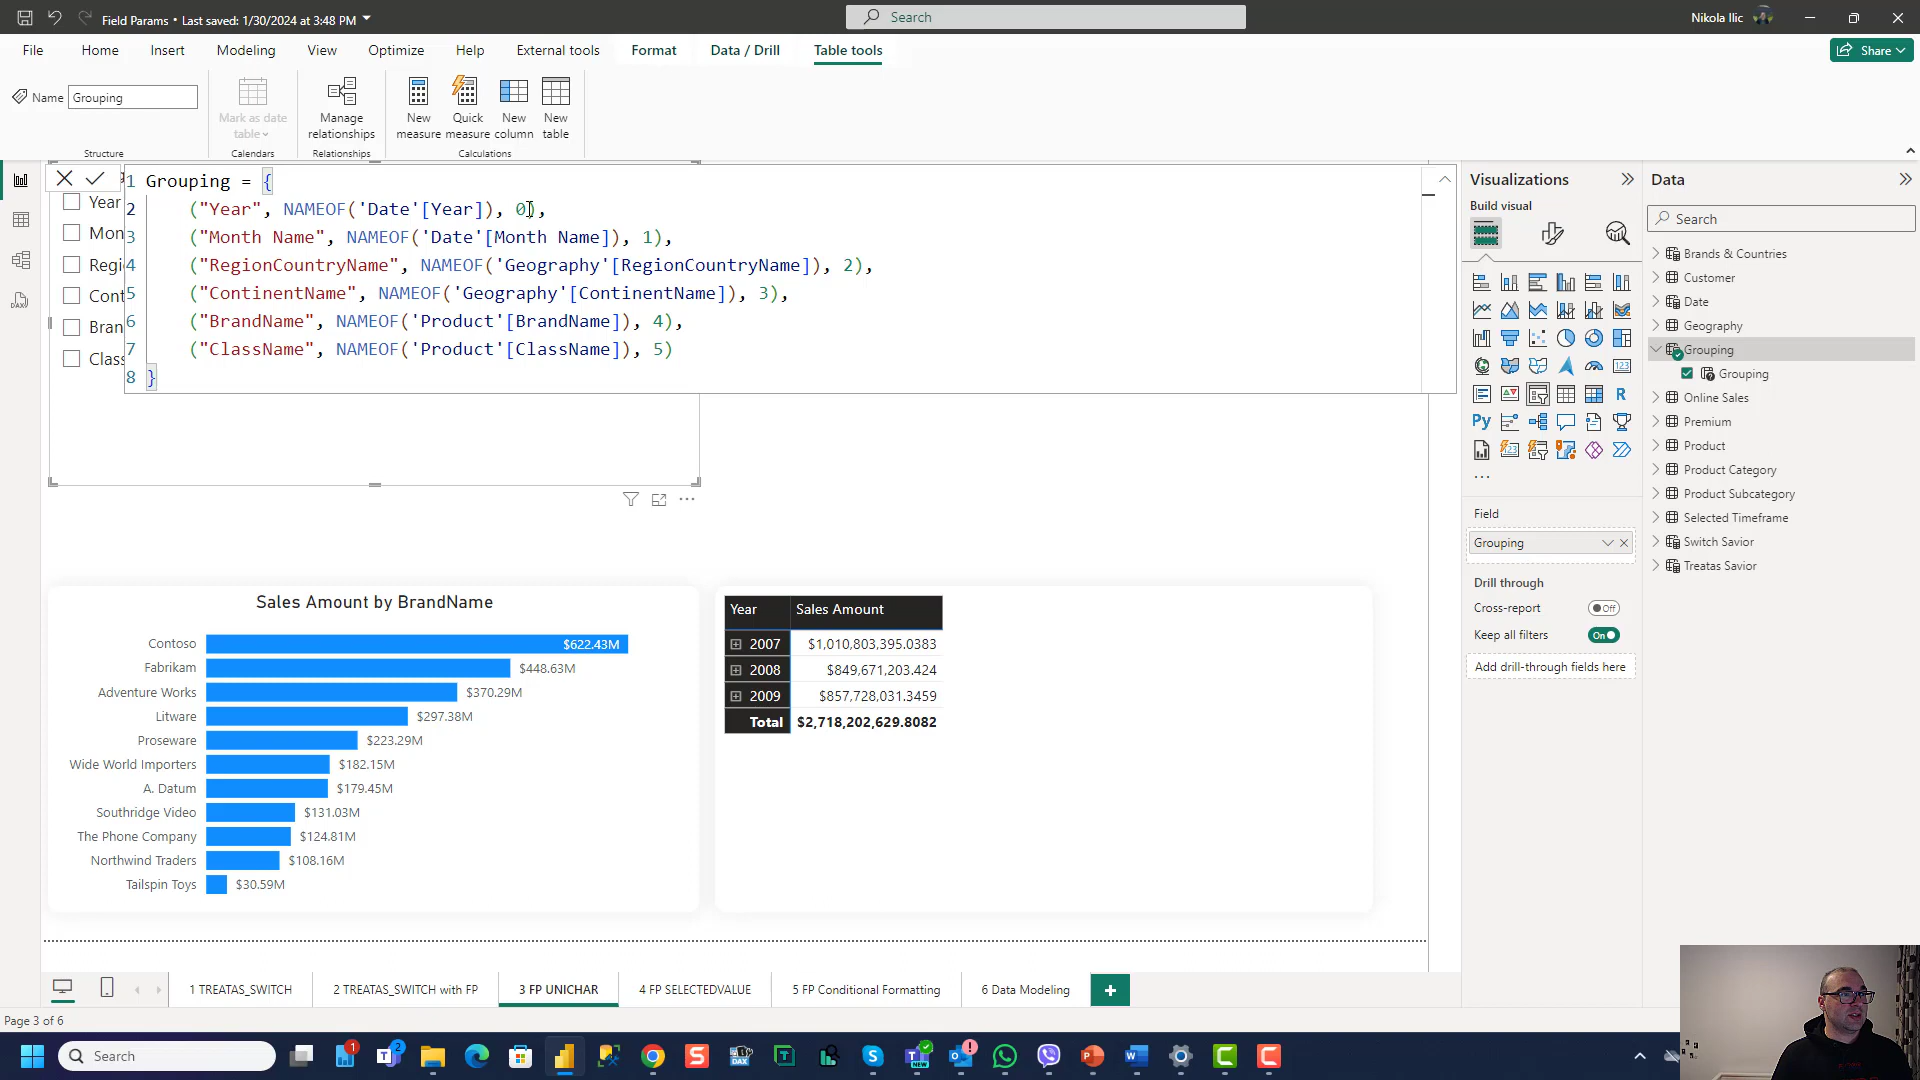 Field Params • Last saved: 1/30/2024 at 3:48 PM
Search
Nikola Ilic
File
Home
Insert
Modeling
View
Optimize
Help
External tools
Format
Data / Drill
Table tools
Share
Name
Grouping
Mark as date table
Manage relationships
New measure
Quick measure
New column
New table
Structure
Calendars
Relationships
Calculations
Year
Mon
Regi
Cont
Bran
Clas
1 Grouping = {
2 ("Year", NAMEOF('Date'[Year]), 0),
3 ("Month Name", NAMEOF('Date'[Month Name]), 1),
4 ("RegionCountryName", NAMEOF('Geography'[RegionCountryName]), 2),
5 ("ContinentName", NAMEOF('Geography'[ContinentName]), 3),
6 ("BrandName", NAMEOF('Product'[BrandName]), 4),
7 ("ClassName", NAMEOF('Product'[ClassName]), 5)
8 }
Sales Amount by BrandName
Contoso $622.43M
Fabrikam $448.63M
Adventure Works $370.29M
Litware $297.38M
Proseware $223.29M
Wide World Importers $182.15M
A. Datum $179.45M
Southridge Video $131.03M
The Phone Company $124.81M
Northwind Traders $108.16M
Tailspin Toys $30.59M
Year Sales Amount
2007 $1,010,803,395.0383
2008 $849,671,203.424
2009 $857,728,031.3459
Total $2,718,202,629.8082
Visualizations
Build visual
123
R
Py
Field
Grouping
Drill through
Cross-report
Off
Keep all filters
On
Add drill-through fields here
Data
Search
Brands & Countries
Customer
Date
Geography
Grouping
Grouping
Online Sales
Premium
Product
Product Category
Product Subcategory
Selected Timeframe
Switch Savior
Treatas Savior
1 TREATAS_SWITCH
2 TREATAS_SWITCH with FP
3 FP UNICHAR
4 FP SELECTEDVALUE
5 FP Conditional Formatting
6 Data Modeling
Page 3 of 6
Search